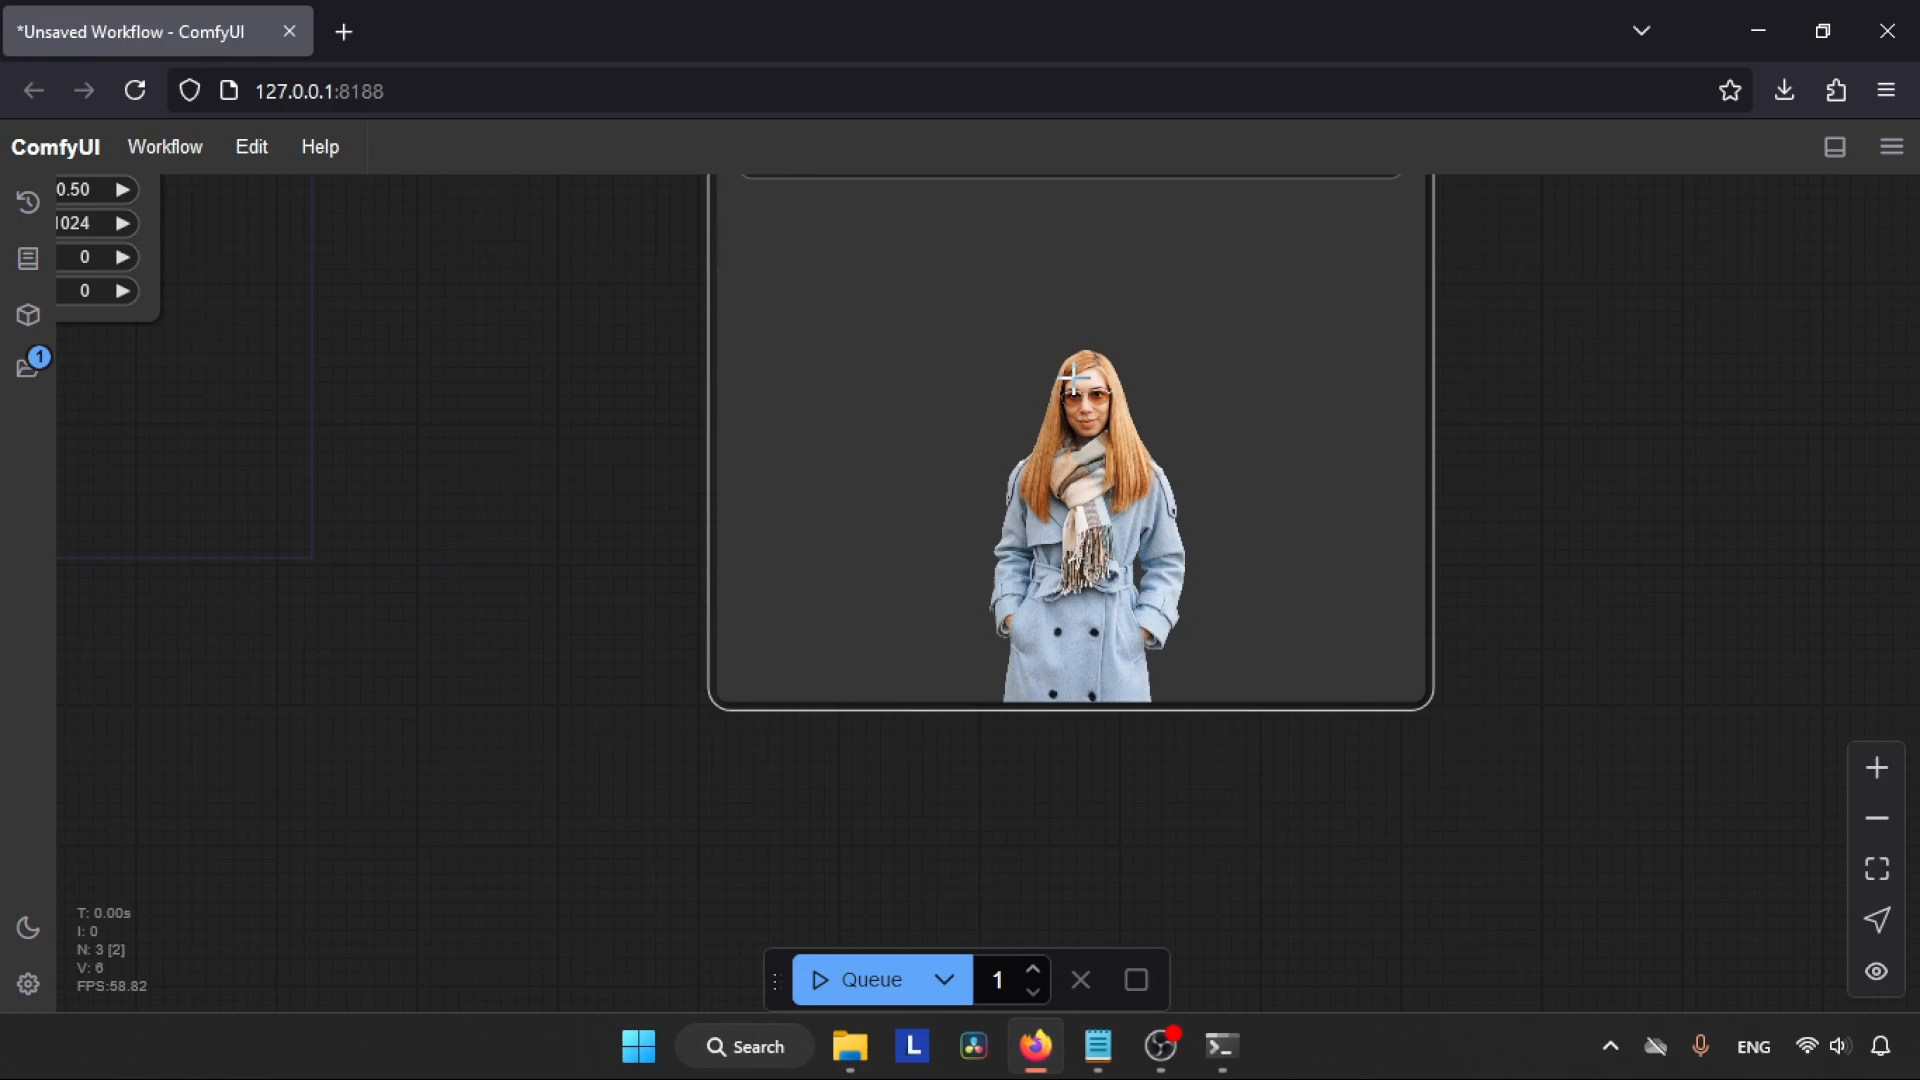 *Unsaved Workflow - ComfyUI
127.0.0.1:8188
ComfyUI Workflow Edit Help
0.50
1024
0
0
1
T: 0.00s
I: 0
N: 3 [2]
V: 6
FPS:58.82
Queue 1
Search
L
ENG